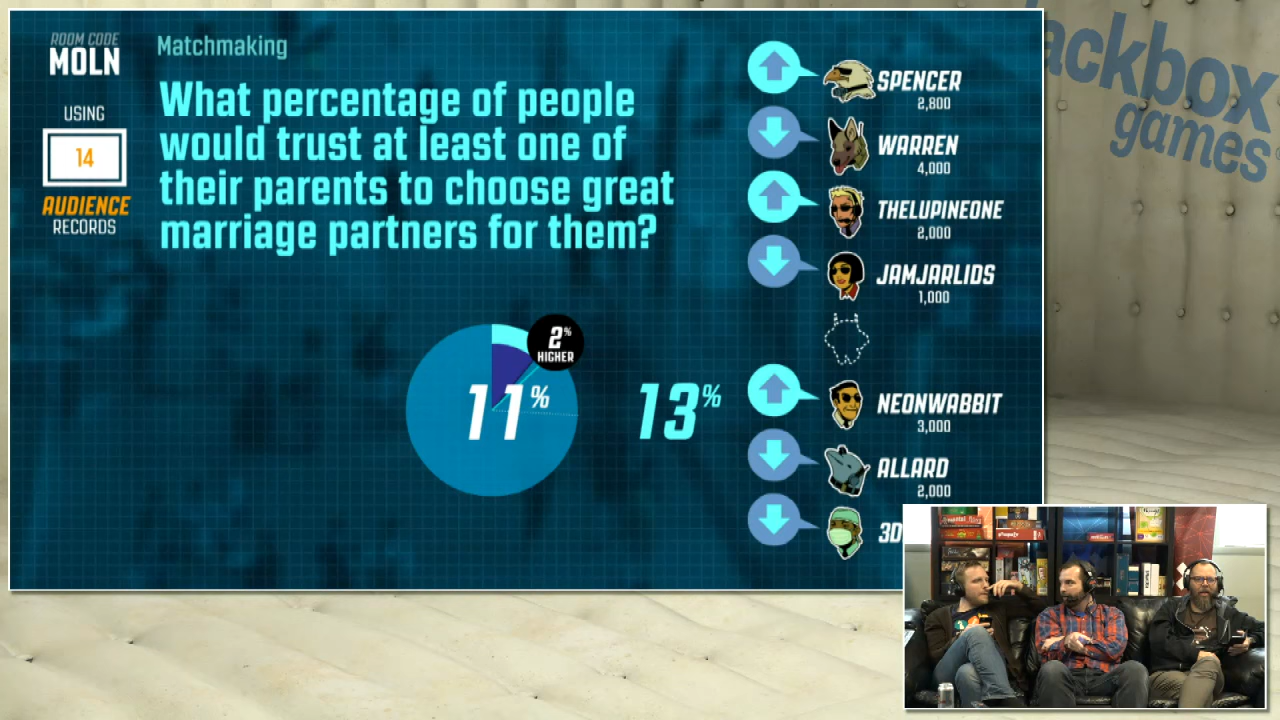 ROOM CODE
MOLN
USING
14
AUDIENCE
RECORDS
Matchmaking
What percentage of people
would trust at least one of
their parents to choose great
marriage partners for them?
2%
HIGHER
11%
13%
SPENCER
2,800
WARREN
4,000
THELUPINEONE
2,000
JAMJARLIDS
1,000
NEONWABBIT
3,000
ALLARD
2,000
3D
ackbox
games